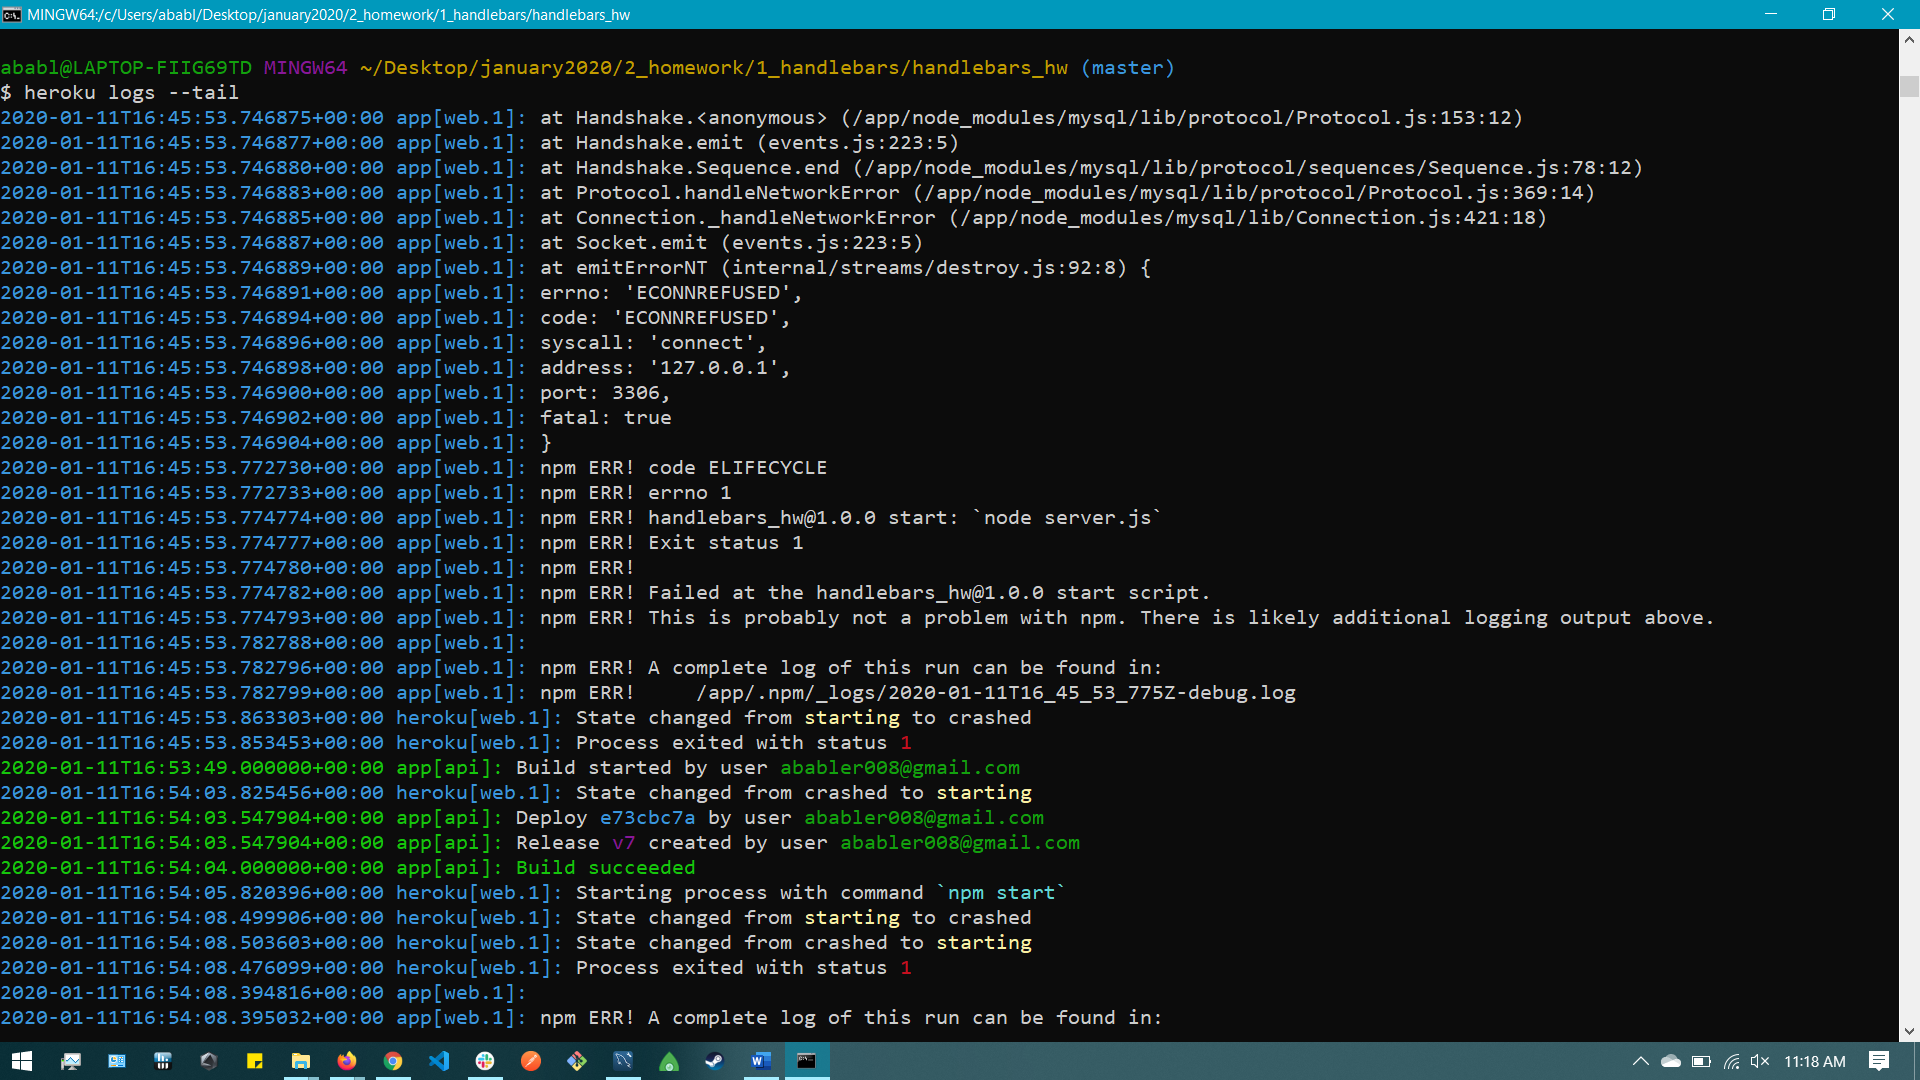 MINGW64:/c/Users/ababl/Desktop/january2020/2_homework/1_handlebars/handlebars_hw
ababl@LAPTOP-FIIG69TD MINGW64 ~/Desktop/january2020/2_homework/1_handlebars/handlebars_hw (master)
$ heroku logs --tail
2020-01-11T16:45:53.746875+00:00 app[web.1]: at Handshake.<anonymous> (/app/node_modules/mysql/lib/protocol/Protocol.js:153:12)
2020-01-11T16:45:53.746877+00:00 app[web.1]: at Handshake.emit (events.js:223:5)
2020-01-11T16:45:53.746880+00:00 app[web.1]: at Handshake.Sequence.end (/app/node_modules/mysql/lib/protocol/sequences/Sequence.js:78:12)
2020-01-11T16:45:53.746883+00:00 app[web.1]: at Protocol.handleNetworkError (/app/node_modules/mysql/lib/protocol/Protocol.js:369:14)
2020-01-11T16:45:53.746885+00:00 app[web.1]: at Connection._handleNetworkError (/app/node_modules/mysql/lib/Connection.js:421:18)
2020-01-11T16:45:53.746887+00:00 app[web.1]: at Socket.emit (events.js:223:5)
2020-01-11T16:45:53.746889+00:00 app[web.1]: at emitErrorNT (internal/streams/destroy.js:92:8) {
2020-01-11T16:45:53.746891+00:00 app[web.1]: errno: 'ECONNREFUSED',
2020-01-11T16:45:53.746894+00:00 app[web.1]: code: 'ECONNREFUSED',
2020-01-11T16:45:53.746896+00:00 app[web.1]: syscall: 'connect',
2020-01-11T16:45:53.746898+00:00 app[web.1]: address: '127.0.0.1',
2020-01-11T16:45:53.746900+00:00 app[web.1]: port: 3306,
2020-01-11T16:45:53.746902+00:00 app[web.1]: fatal: true
2020-01-11T16:45:53.746904+00:00 app[web.1]: }
2020-01-11T16:45:53.772730+00:00 app[web.1]: npm ERR! code ELIFECYCLE
2020-01-11T16:45:53.772733+00:00 app[web.1]: npm ERR! errno 1
2020-01-11T16:45:53.774774+00:00 app[web.1]: npm ERR! handlebars_hw@1.0.0 start: `node server.js`
2020-01-11T16:45:53.774777+00:00 app[web.1]: npm ERR! Exit status 1
2020-01-11T16:45:53.774780+00:00 app[web.1]: npm ERR!
2020-01-11T16:45:53.774782+00:00 app[web.1]: npm ERR! Failed at the handlebars_hw@1.0.0 start script.
2020-01-11T16:45:53.774793+00:00 app[web.1]: npm ERR! This is probably not a problem with npm. There is likely additional logging output above.
2020-01-11T16:45:53.782788+00:00 app[web.1]:
2020-01-11T16:45:53.782796+00:00 app[web.1]: npm ERR! A complete log of this run can be found in:
2020-01-11T16:45:53.782799+00:00 app[web.1]: npm ERR!     /app/.npm/_logs/2020-01-11T16_45_53_775Z-debug.log
2020-01-11T16:45:53.863303+00:00 heroku[web.1]: State changed from starting to crashed
2020-01-11T16:45:53.853453+00:00 heroku[web.1]: Process exited with status 1
2020-01-11T16:53:49.000000+00:00 app[api]: Build started by user ababler008@gmail.com
2020-01-11T16:54:03.825456+00:00 heroku[web.1]: State changed from crashed to starting
2020-01-11T16:54:03.547904+00:00 app[api]: Deploy e73cbc7a by user ababler008@gmail.com
2020-01-11T16:54:03.547904+00:00 app[api]: Release v7 created by user ababler008@gmail.com
2020-01-11T16:54:04.000000+00:00 app[api]: Build succeeded
2020-01-11T16:54:05.820396+00:00 heroku[web.1]: Starting process with command `npm start`
2020-01-11T16:54:08.499906+00:00 heroku[web.1]: State changed from starting to crashed
2020-01-11T16:54:08.503603+00:00 heroku[web.1]: State changed from crashed to starting
2020-01-11T16:54:08.476099+00:00 heroku[web.1]: Process exited with status 1
2020-01-11T16:54:08.394816+00:00 app[web.1]:
2020-01-11T16:54:08.395032+00:00 app[web.1]: npm ERR! A complete log of this run can be found in:
11:18 AM